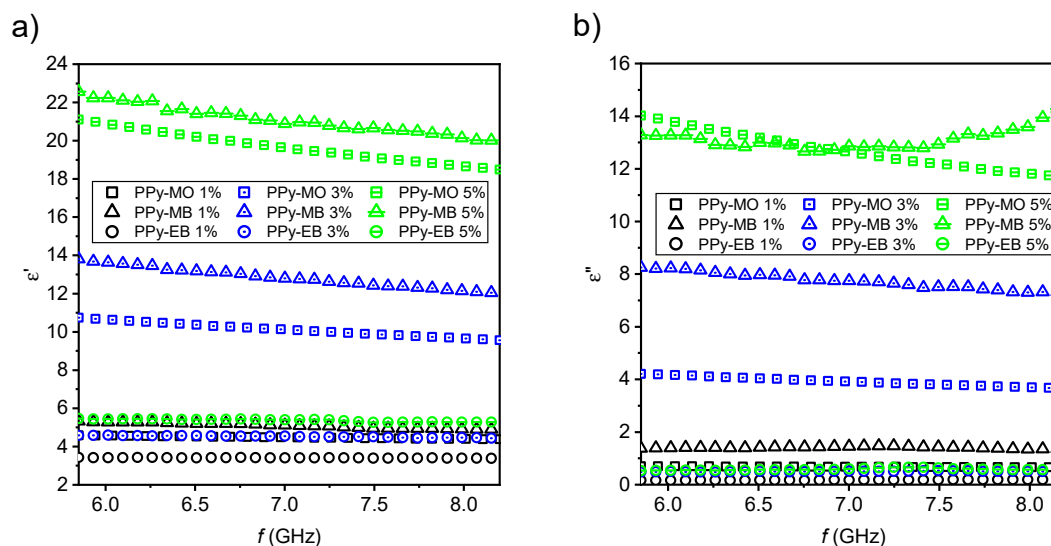 a)
24
22
20
18
16
14
12
10
8
6
4
2
ε'
PPy-MO 1% PPy-MO 3% PPy-MO 5%
PPy-MB 1% PPy-MB 3% PPy-MB 5%
PPy-EB 1% PPy-EB 3% PPy-EB 5%
6.0 6.5 7.0 7.5 8.0
f (GHz)
b)
16
14
12
10
8
6
4
2
0
ε"
PPy-MO 1% PPy-MO 3% PPy-MO 5%
PPy-MB 1% PPy-MB 3% PPy-MB 5%
PPy-EB 1% PPy-EB 3% PPy-EB 5%
6.0 6.5 7.0 7.5 8.0
f (GHz)